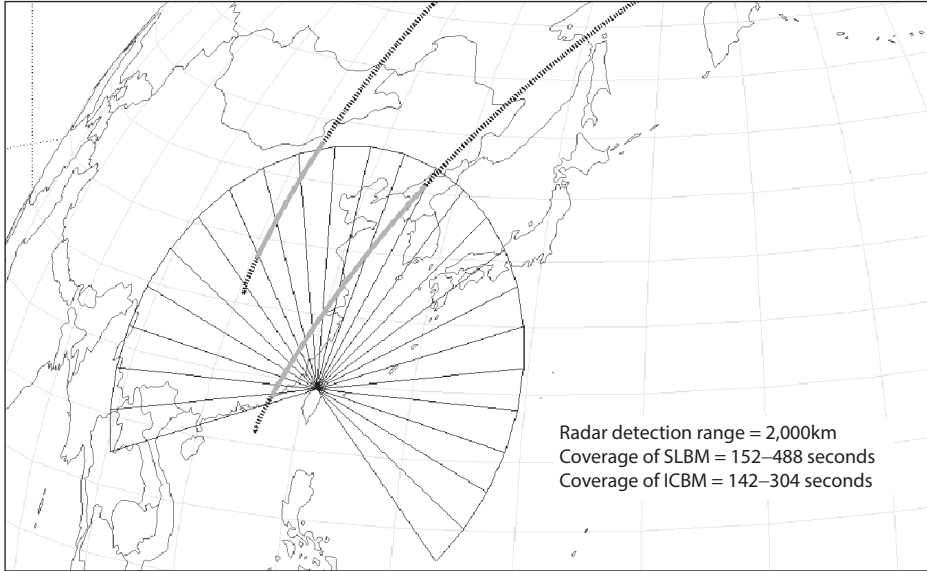 Radar detection range = 2,000km
Coverage of SLBM = 152–488 seconds
Coverage of ICBM = 142–304 seconds